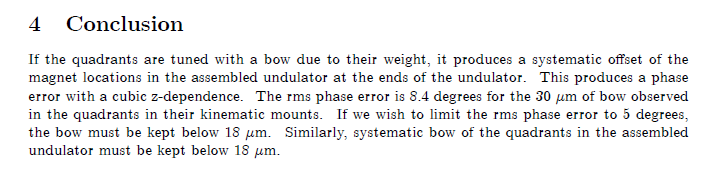 4 Conclusion
If the quadrants are tuned with a bow due to their weight, it produces a systematic offset of the
magnet locations in the assembled undulator at the ends of the undulator. This produces a phase
error with a cubic z-dependence. The rms phase error is 8.4 degrees for the 30 μm of bow observed
in the quadrants in their kinematic mounts. If we wish to limit the rms phase error to 5 degrees,
the bow must be kept below 18 μm. Similarly, systematic bow of the quadrants in the assembled
undulator must be kept below 18 μm.